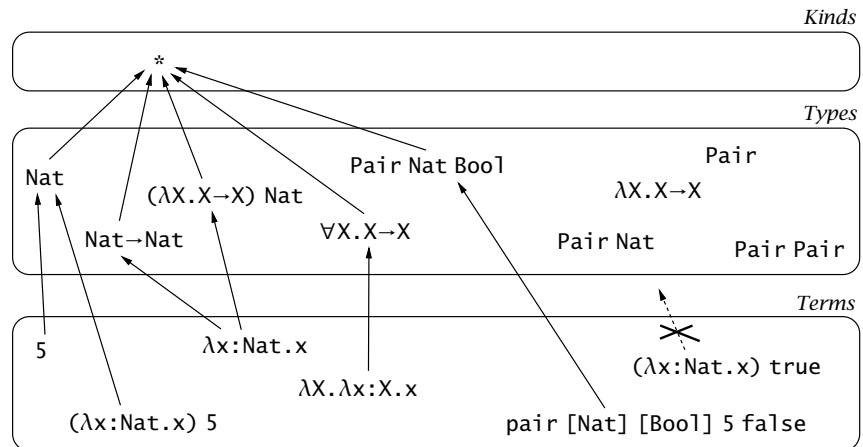 Kinds
*
Types
Pair
Nat
Pair Nat Bool
(λX.X→X) Nat
λX.X→X
Nat→Nat
∀X.X→X
Pair Nat
Pair Pair
Terms
5
λx:Nat.x
(λx:Nat.x) true
λX.λx:X.x
(λx:Nat.x) 5
pair [Nat] [Bool] 5 false